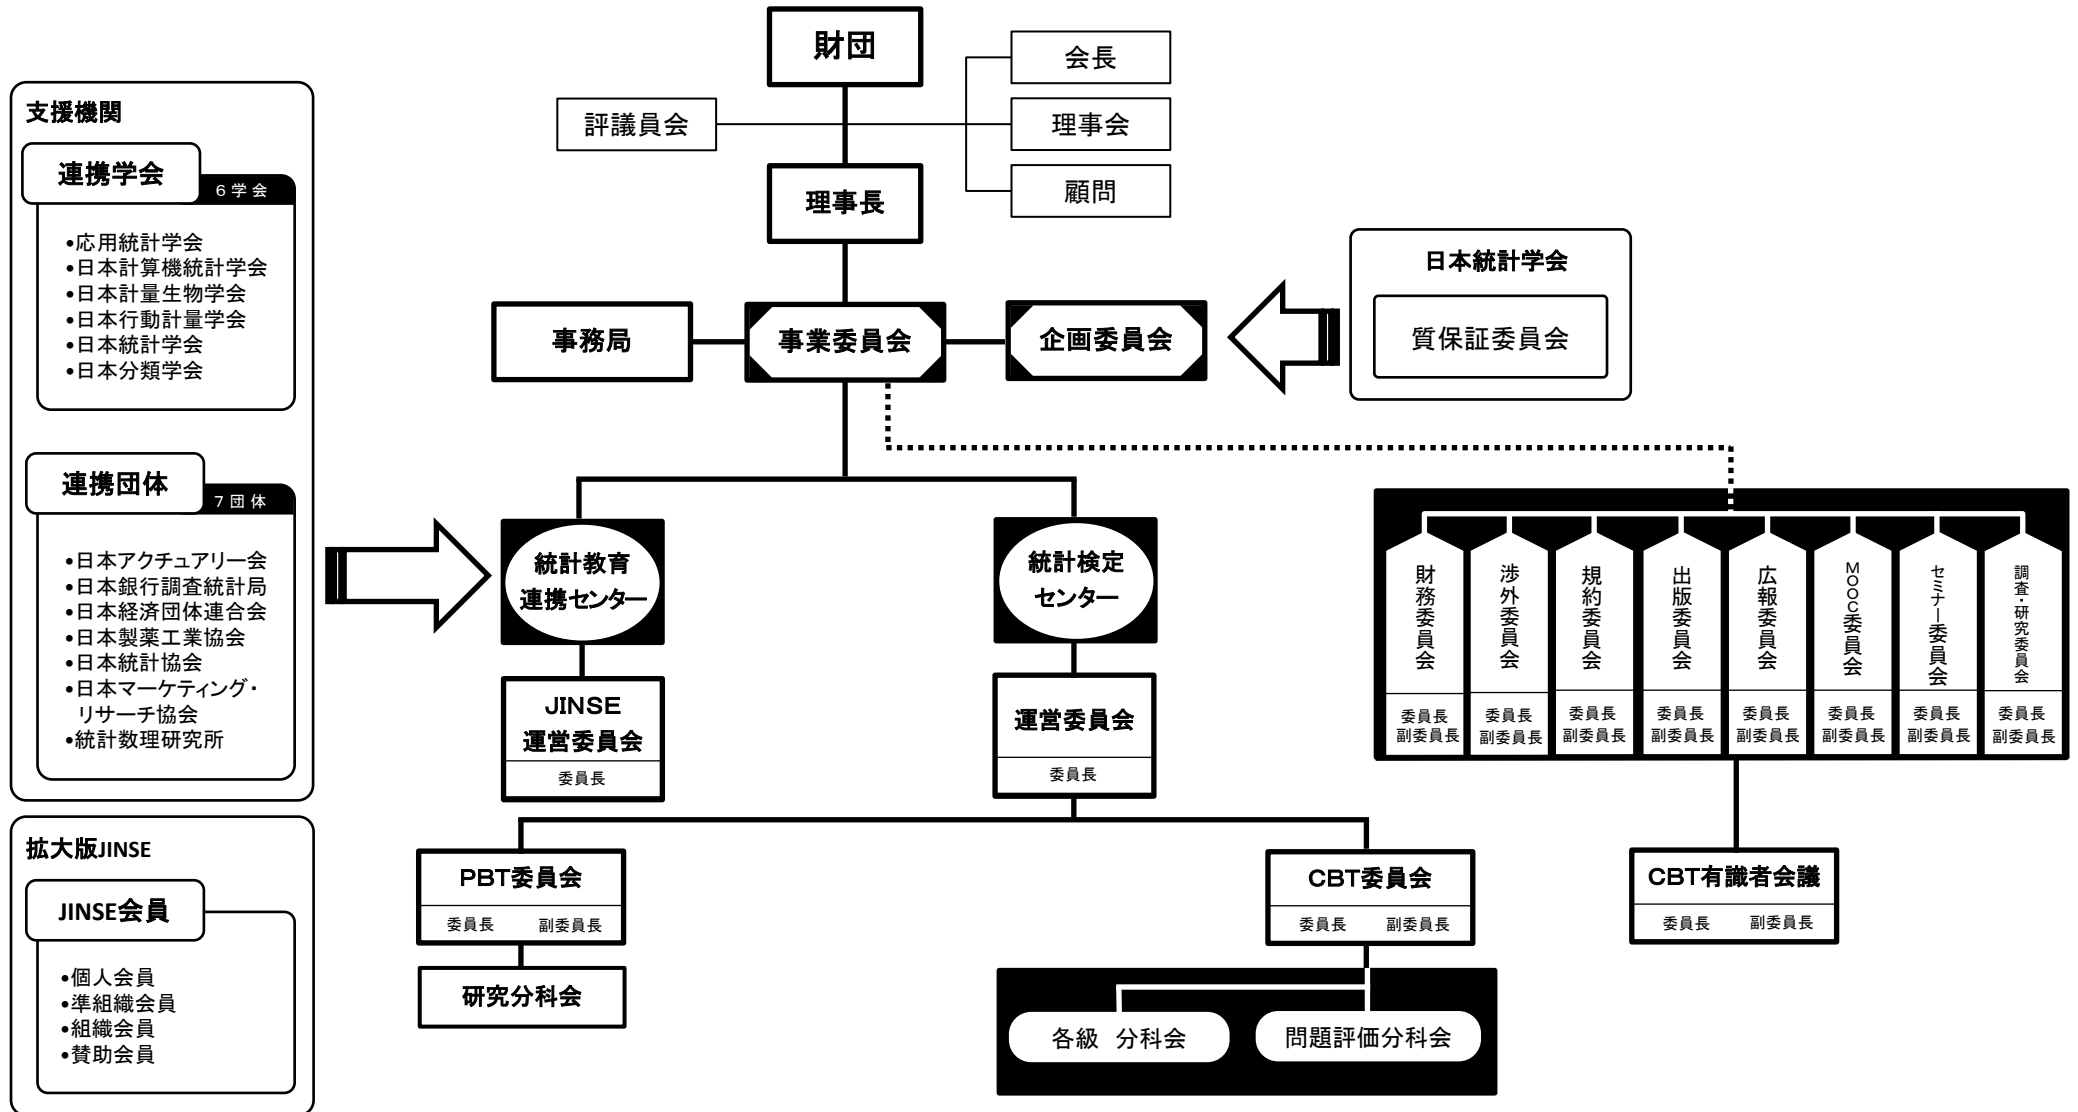 財団
会長
評議員会
理事会
顧問
理事長
事務局
事業委員会
企画委員会
日本統計学会
質保証委員会
支援機関
連携学会
6学会
•応用統計学会
•日本計算機統計学会
•日本計量生物学会
•日本行動計量学会
•日本統計学会
•日本分類学会
連携団体
7団体
•日本アクチュアリー会
•日本銀行調査統計局
•日本経済団体連合会
•日本製薬工業協会
•日本統計協会
•日本マーケティング・
リサーチ協会
•統計数理研究所
拡大版JINSE
JINSE会員
•個人会員
•準組織会員
•組織会員
•賛助会員
統計教育
連携センター
JINSE
運営委員会
委員長
統計検定
センター
運営委員会
委員長
財務委員会
委員長
副委員長
渉外委員会
委員長
副委員長
規約委員会
委員長
副委員長
出版委員会
委員長
副委員長
広報委員会
委員長
副委員長
MOOC委員会
委員長
副委員長
セミナー委員会
委員長
副委員長
調査・研究委員会
委員長
副委員長
PBT委員会
委員長 副委員長
研究分科会
CBT委員会
委員長 副委員長
各級 分科会
問題評価分科会
CBT有識者会議
委員長 副委員長